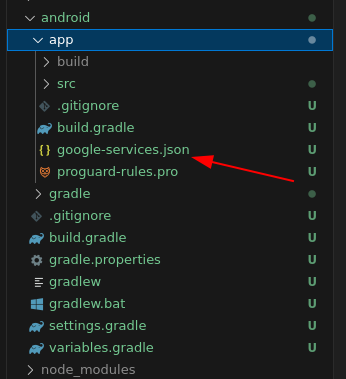 android
app
build
src
.gitignore U
build.gradle U
{} google-services.json U
proguard-rules.pro U
gradle
.gitignore U
build.gradle U
gradle.properties U
gradlew U
gradlew.bat U
settings.gradle U
variables.gradle U
node_modules